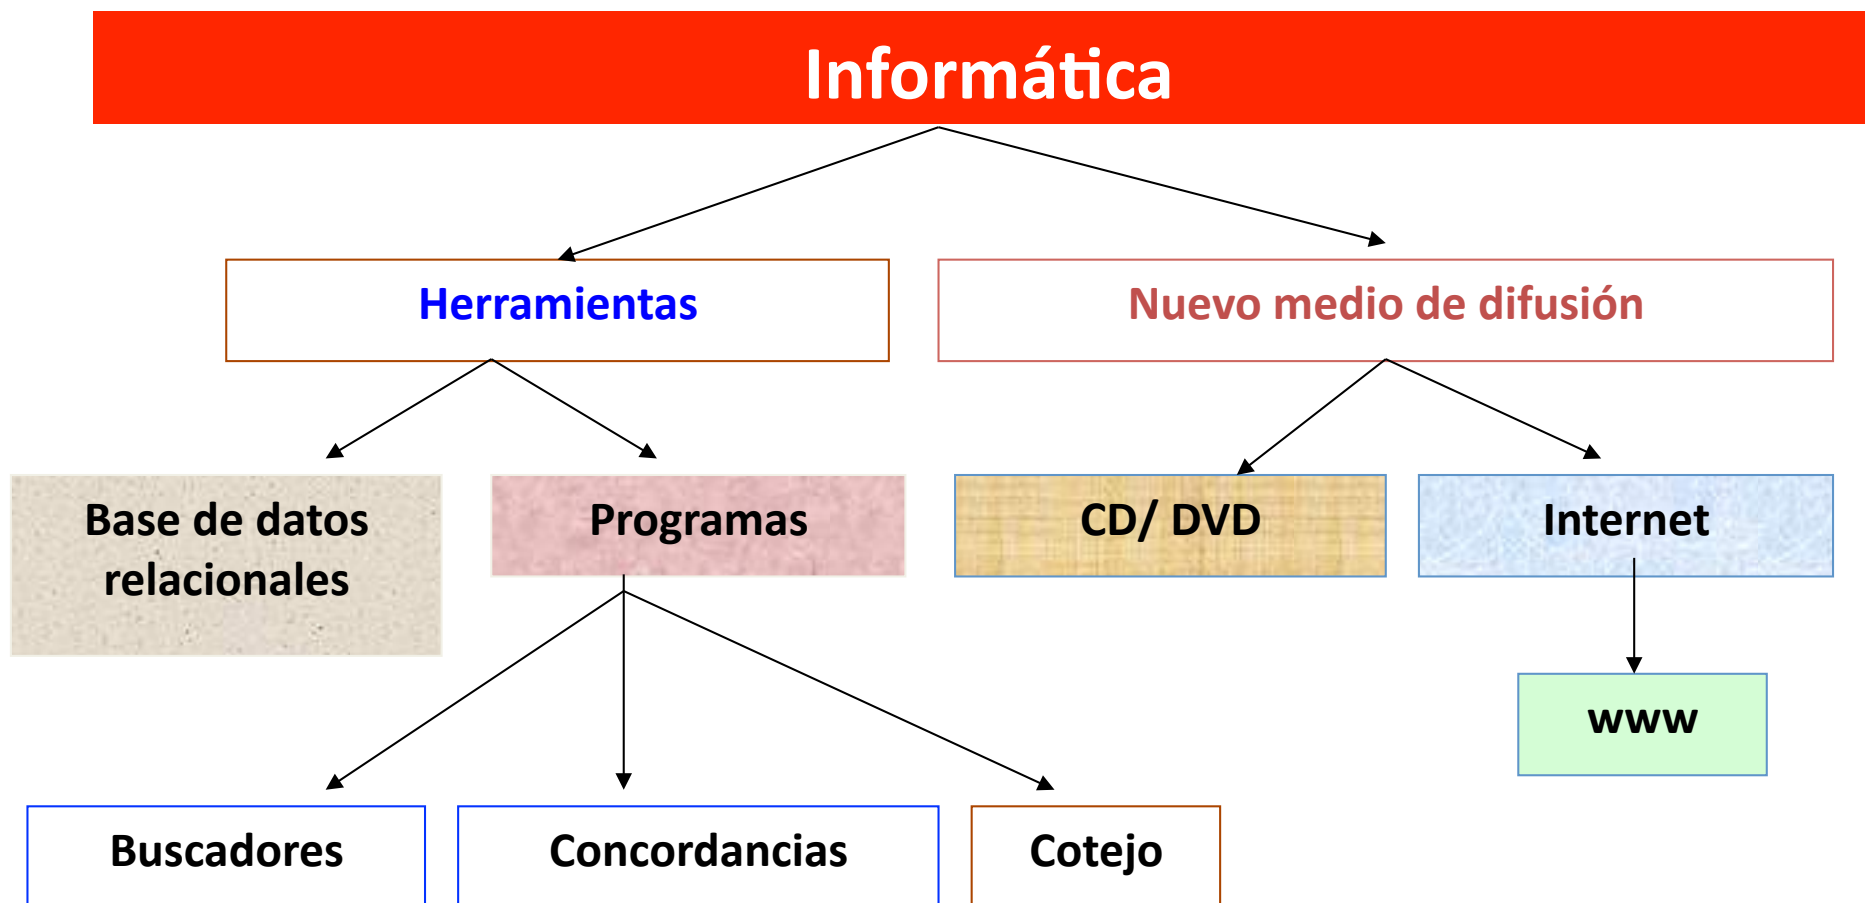 Informática
Herramientas
Nuevo medio de difusión
Base de datos
relacionales
Programas
CD/ DVD
Internet
www
Buscadores
Concordancias
Cotejo